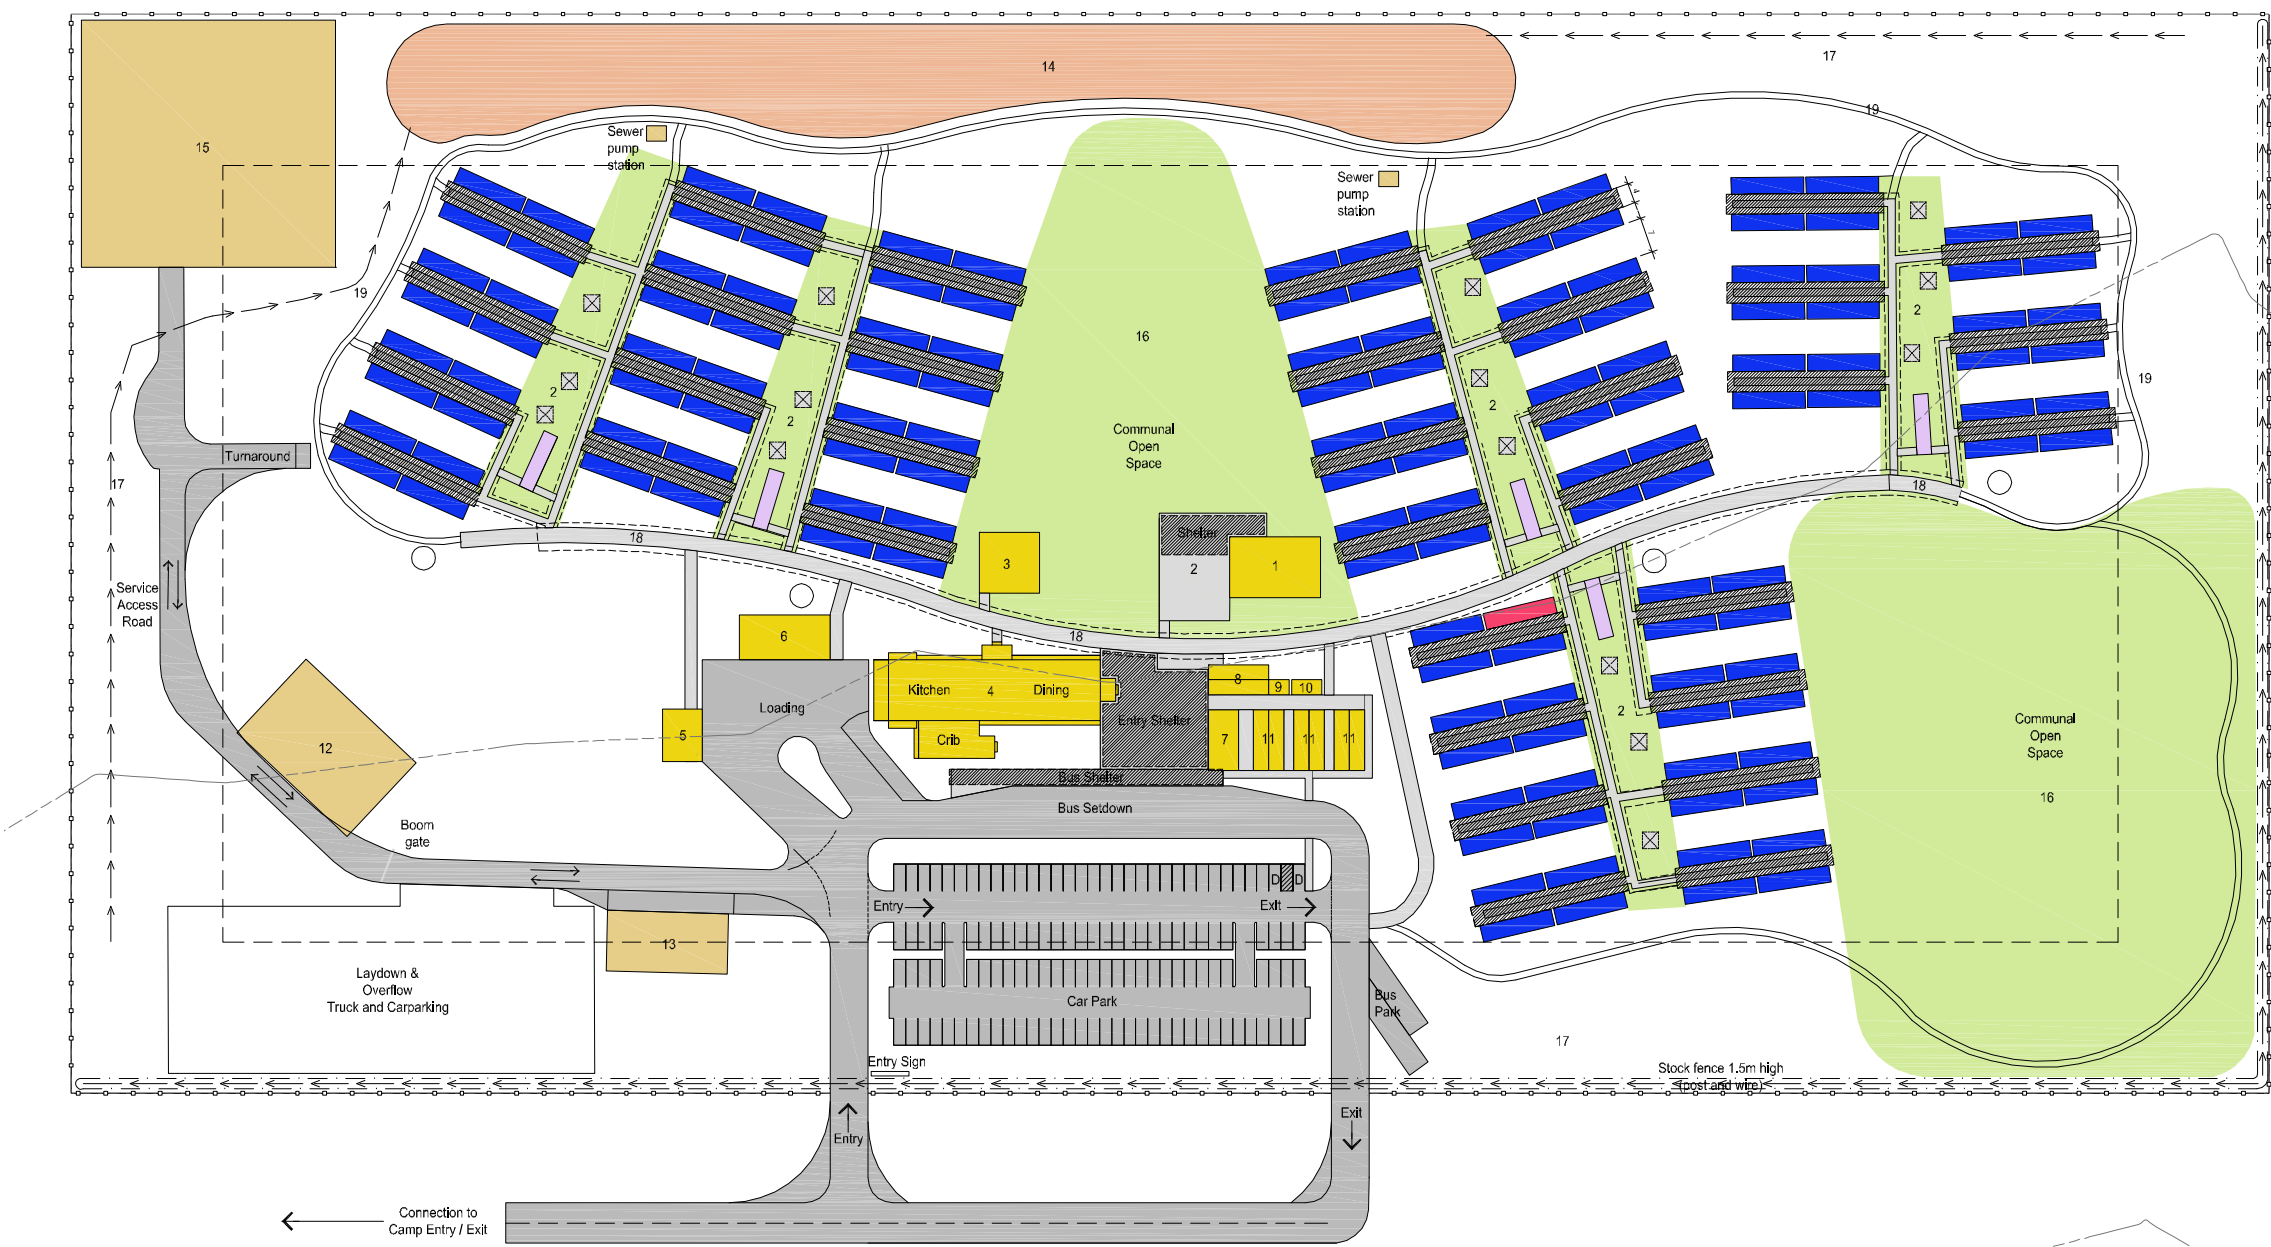 14
17
19
Sewer
pump
station
15
Sewer
pump
station
4
7
19
2
16
19
2
2
2
Communal
Open
Space
Turnaround
17
18
18
Shelter
3
2
1
Service
Access
Road
6
18
Kitchen
4
Dining
8
9
10
Loading
2
Communal
Open
Space
Entry Shelter
5
Crib
7
11
11
11
12
Bus Shelter
16
Bus Setdown
Boom
gate
D
D
Entry
Exit
13
Laydown &
Overflow
Truck and Carparking
Car Park
Bus
Park
17
Entry Sign
Stock fence 1.5m high
(post and wire)
Exit
Entry
Connection to
Camp Entry / Exit